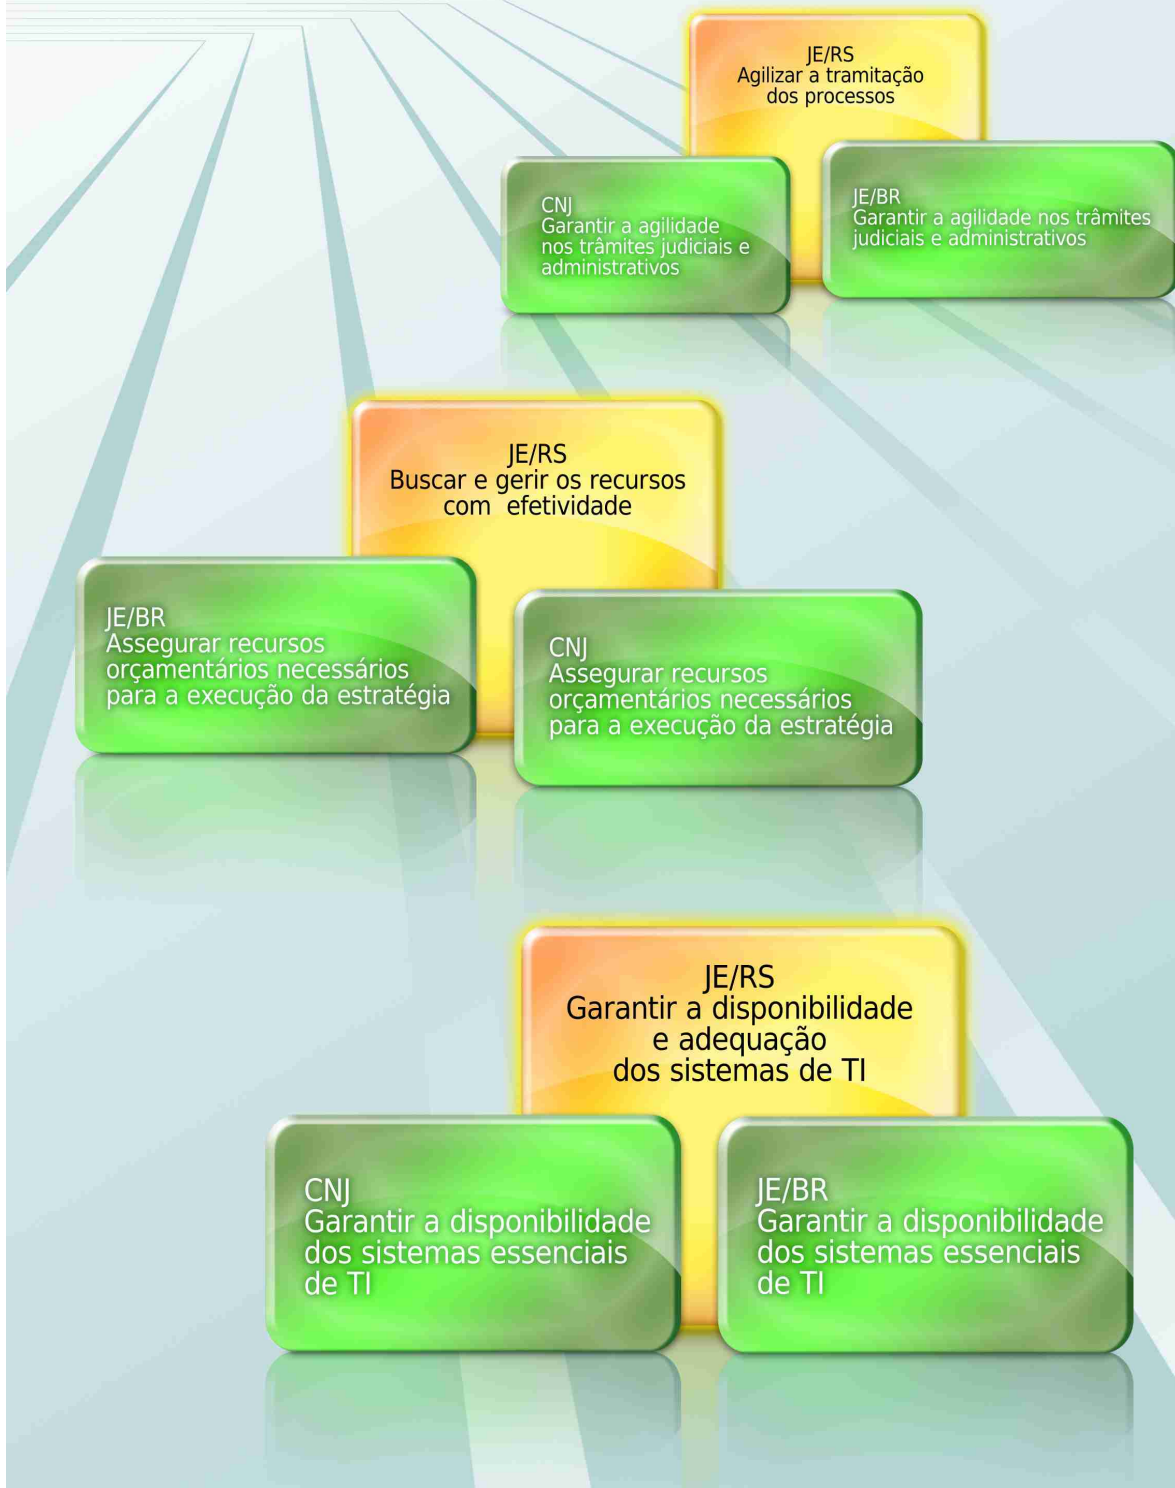 JE/RS
Agilizar a tramitação
dos processos
CNJ
Garantir a agilidade
nos trâmites judiciais e
administrativos
JE/BR
Garantir a agilidade nos trâmites
judiciais e administrativos
JE/RS
Buscar e gerir os recursos
com efetividade
JE/BR
Assegurar recursos
orçamentários necessários
para a execução da estratégia
CNJ
Assegurar recursos
orçamentários necessários
para a execução da estratégia
JE/RS
Garantir a disponibilidade
e adequação
dos sistemas de TI
CNJ
Garantir a disponibilidade
dos sistemas essenciais
de TI
JE/BR
Garantir a disponibilidade
dos sistemas essenciais
de TI